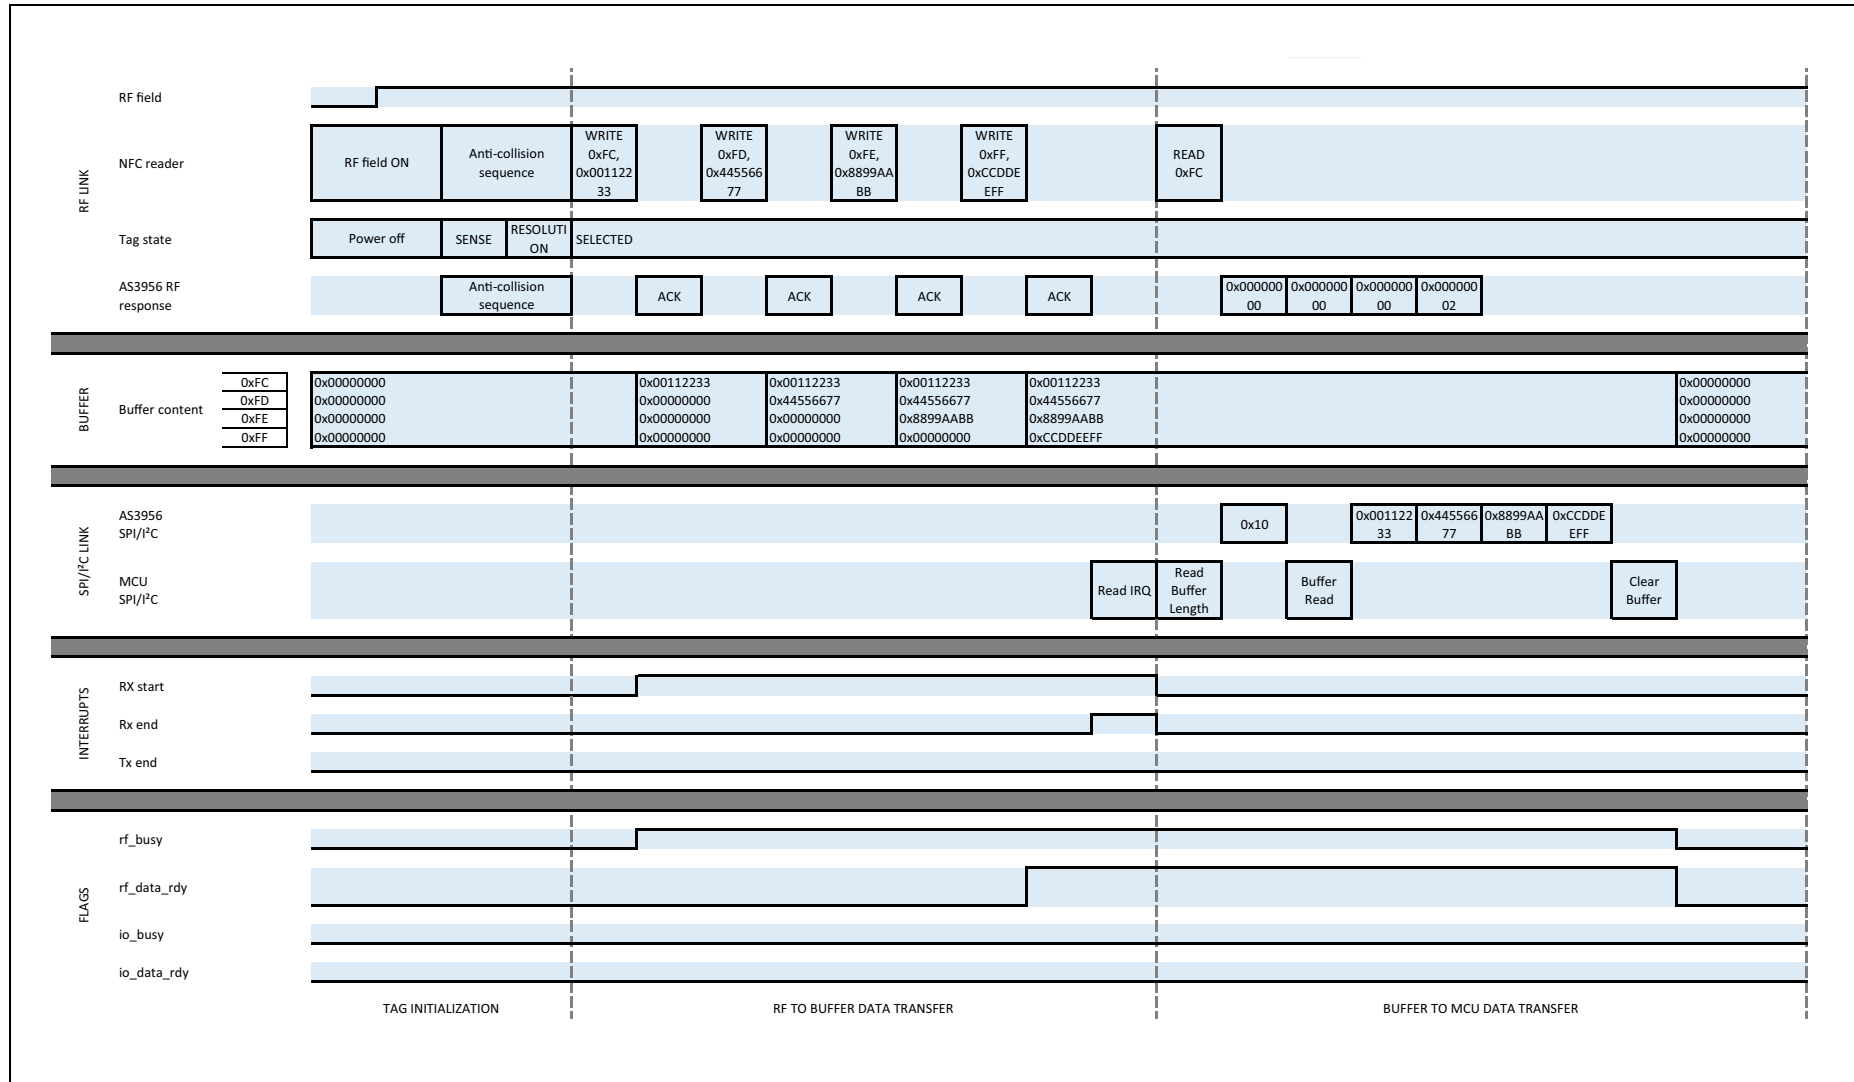 RF LINK
RF field
NFC reader
RF field ON
Anti-collision
sequence
WRITE
0xFC,
0x001122
33
WRITE
0xFD,
0x445566
77
WRITE
0xFE,
0x8899AA
BB
WRITE
0xFF,
0xCCDDE
EFF
READ
0xFC
Tag state
Power off
SENSE
RESOLUTI
ON
SELECTED
AS3956 RF
response
Anti-collision
sequence
ACK
ACK
ACK
ACK
0x000000
00
0x000000
00
0x000000
00
0x000000
02
BUFFER
Buffer content
0xFC
0xFD
0xFE
0xFF
0x00000000
0x00000000
0x00000000
0x00000000
0x00112233
0x00000000
0x00000000
0x00000000
0x00112233
0x44556677
0x00000000
0x00000000
0x00112233
0x44556677
0x8899AABB
0x00000000
0x00112233
0x44556677
0x8899AABB
0xCCDDEEFF
0x00000000
0x00000000
0x00000000
0x00000000
SPI/I²C LINK
AS3956
SPI/I²C
0x10
0x001122
33
0x445566
77
0x8899AA
BB
0xCCDDE
EFF
MCU
SPI/I²C
Read IRQ
Read
Buffer
Length
Buffer
Read
Clear
Buffer
INTERRUPTS
RX start
Rx end
Tx end
FLAGS
rf_busy
rf_data_rdy
io_busy
io_data_rdy
TAG INITIALIZATION
RF TO BUFFER DATA TRANSFER
BUFFER TO MCU DATA TRANSFER